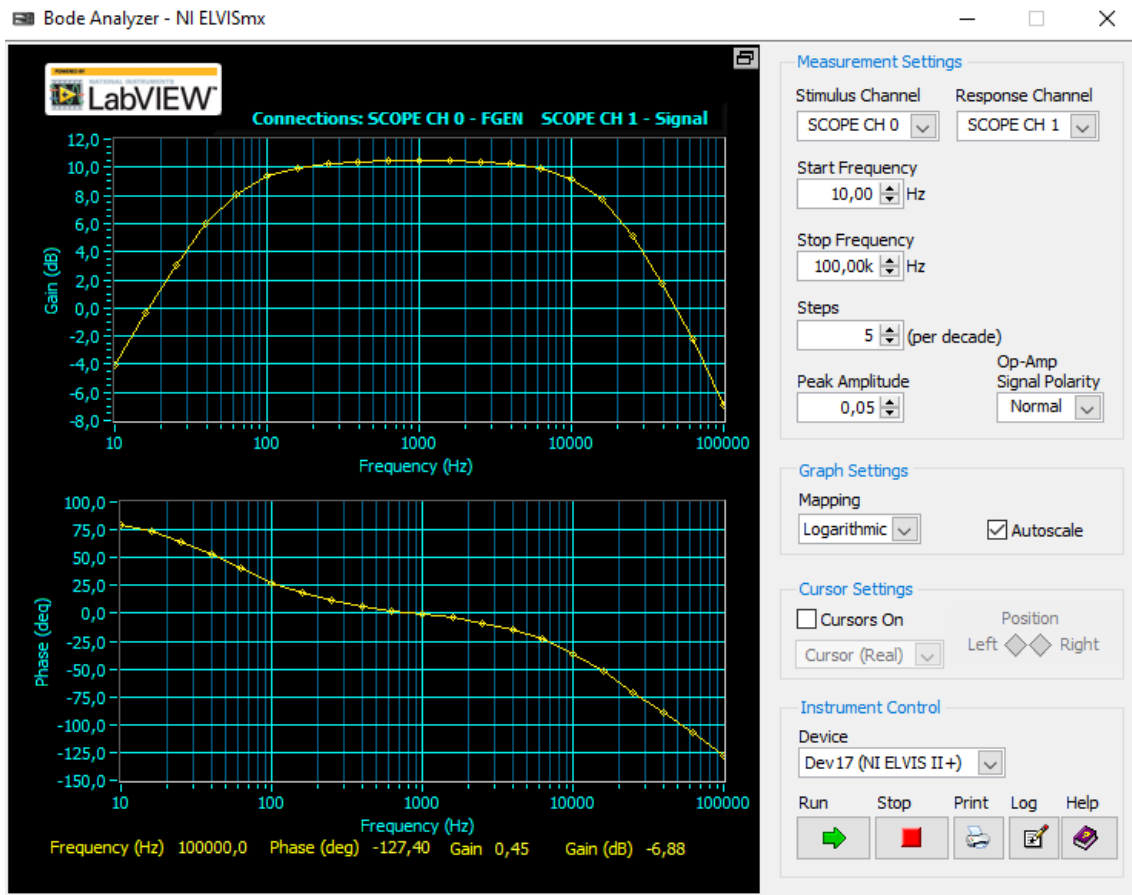 Bode Analyzer - NI ELVISmx
POWERED BY
NATIONAL INSTRUMENTS
LabVIEW™
Connections: SCOPE CH 0 - FGEN SCOPE CH 1 - Signal
12,0
10,0
8,0
6,0
4,0
2,0
0,0
-2,0
-4,0
-6,0
-8,0
Gain (dB)
10 100 1000 10000 100000
Frequency (Hz)
100,0
75,0
50,0
25,0
0,0
-25,0
-50,0
-75,0
-100,0
-125,0
-150,0
Phase (deg)
10 100 1000 10000 100000
Frequency (Hz)
Frequency (Hz) 100000,0 Phase (deg) -127,40 Gain 0,45 Gain (dB) -6,88
Measurement Settings
Stimulus Channel Response Channel
SCOPE CH 0 SCOPE CH 1
Start Frequency
10,00 Hz
Stop Frequency
100,00k Hz
Steps
5 (per decade)
Op-Amp
Peak Amplitude Signal Polarity
0,05 Normal
Graph Settings
Mapping
Logarithmic Autoscale
Cursor Settings
Cursors On Position
Cursor (Real) Left Right
Instrument Control
Device
Dev17 (NI ELVIS II+)
Run Stop Print Log Help